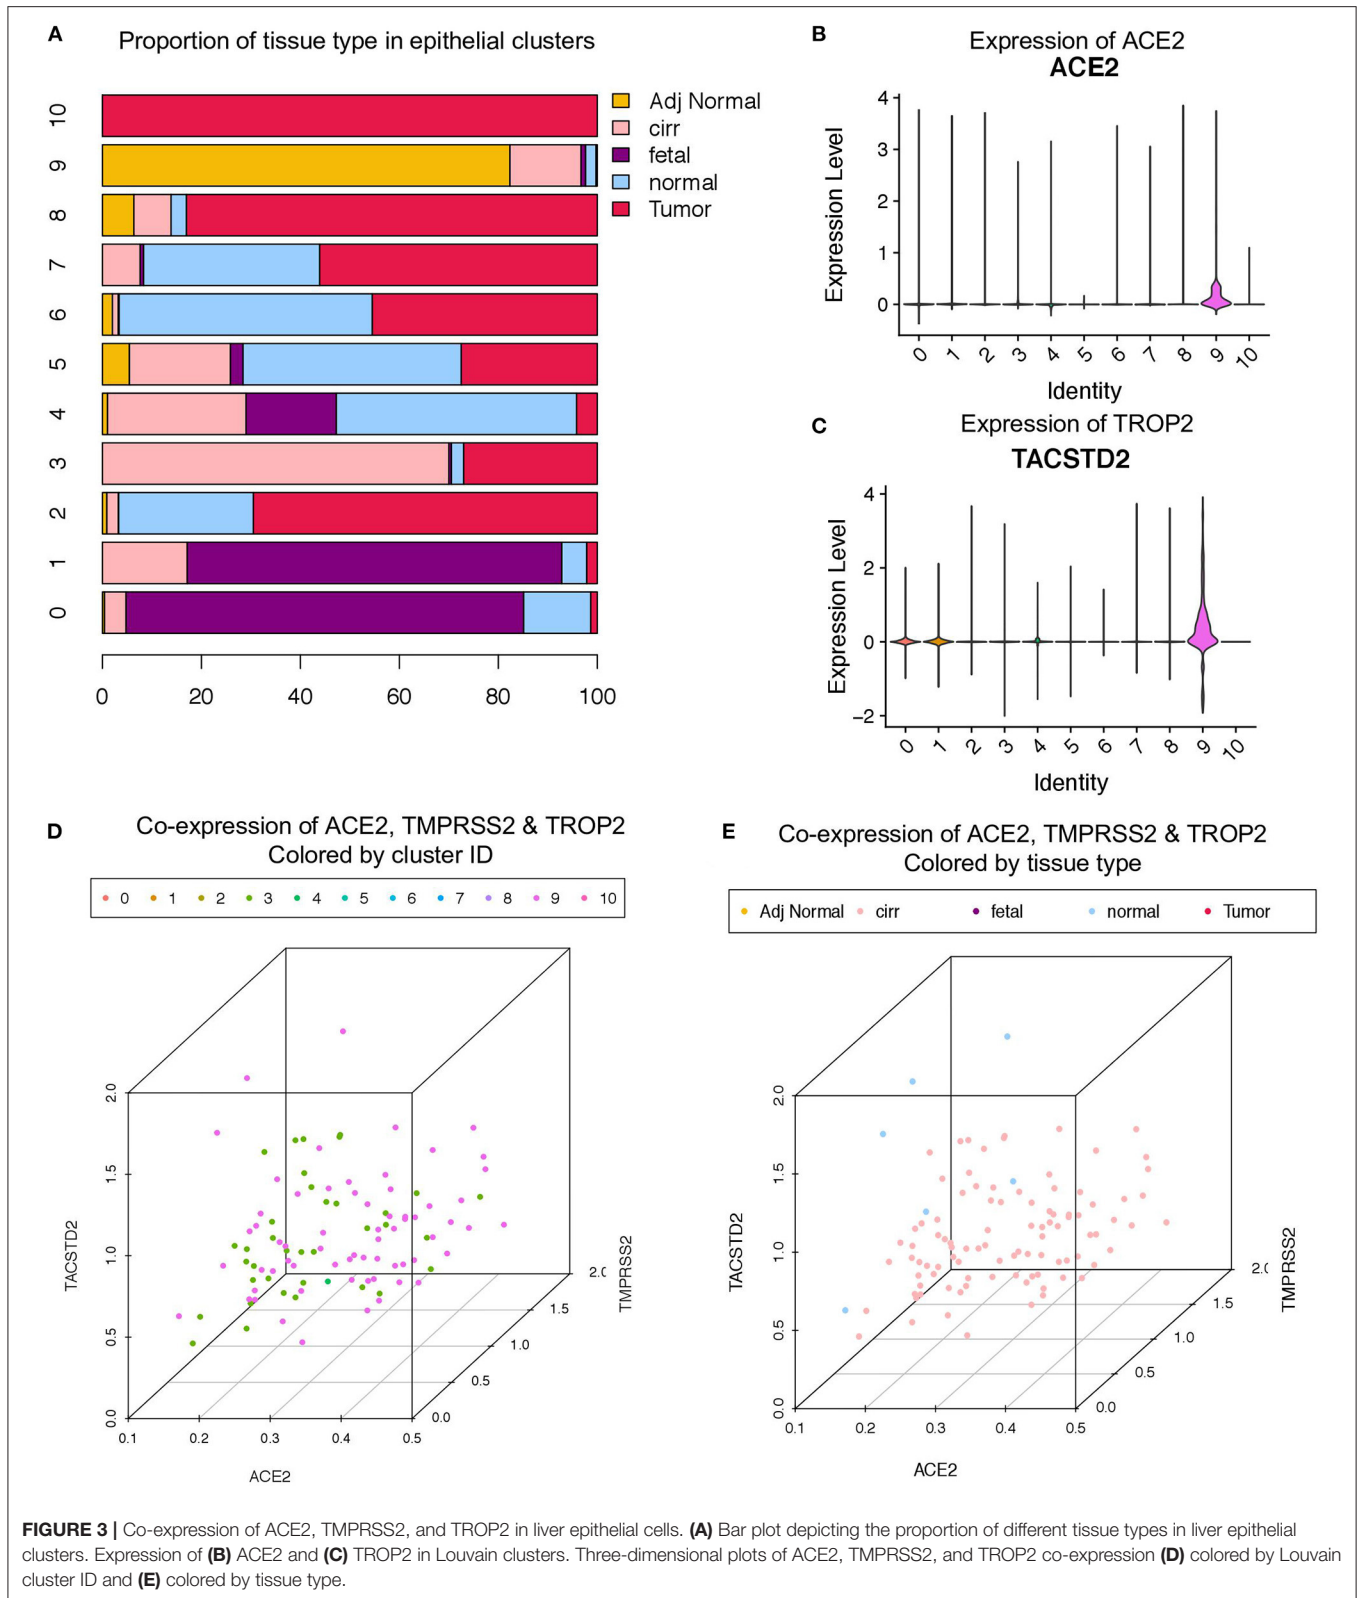 A
Proportion of tissue type in epithelial clusters
10
9
8
7
6
5
4
3
2
1
0
0 20 40 60 80 100
Adj Normal
cirr
fetal
normal
Tumor
B
Expression of ACE2
ACE2
Expression Level
4
3
2
1
0
0 1 2 3 4 5 6 7 8 9 10
Identity
C
Expression of TROP2
TACSTD2
Expression Level
4
2
0
−2
0 1 2 3 4 5 6 7 8 9 10
Identity
D
Co-expression of ACE2, TMPRSS2 & TROP2
Colored by cluster ID
0 1 2 3 4 5 6 7 8 9 10
TACSTD2
2.0
1.5
1.0
0.5
0.0
0.1 0.2 0.3 0.4 0.5
ACE2
0.0
0.5
1.0
1.5
2.0
TMPRSS2
E
Co-expression of ACE2, TMPRSS2 & TROP2
Colored by tissue type
Adj Normal cirr fetal normal Tumor
TACSTD2
2.0
1.5
1.0
0.5
0.0
0.1 0.2 0.3 0.4 0.5
ACE2
0.0
0.5
1.0
1.5
2.0
TMPRSS2
FIGURE 3 | Co-expression of ACE2, TMPRSS2, and TROP2 in liver epithelial cells. (A) Bar plot depicting the proportion of different tissue types in liver epithelial
clusters. Expression of (B) ACE2 and (C) TROP2 in Louvain clusters. Three-dimensional plots of ACE2, TMPRSS2, and TROP2 co-expression (D) colored by Louvain
cluster ID and (E) colored by tissue type.